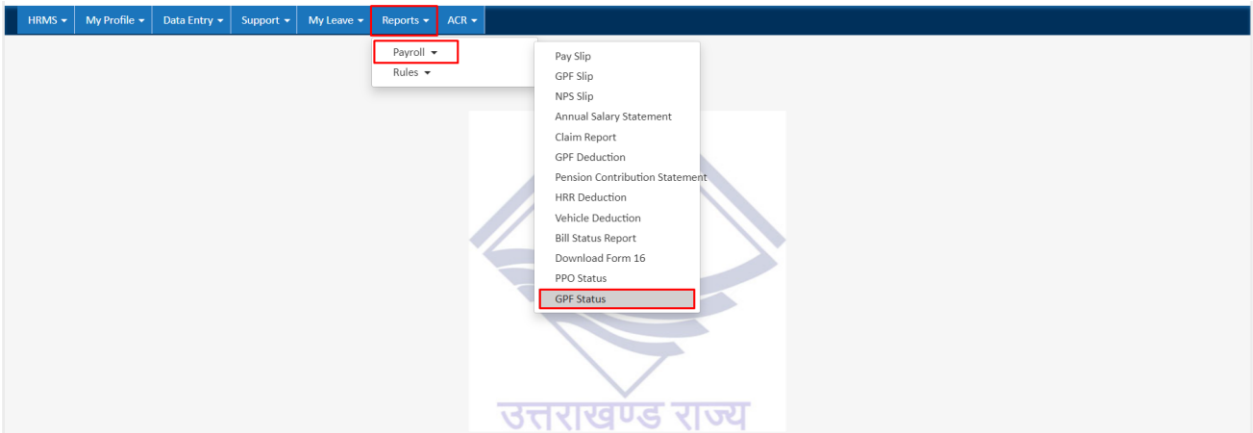 HRMS My Profile Data Entry Support My Leave Reports ACR
Payroll
Rules
Pay Slip
GPF Slip
NPS Slip
Annual Salary Statement
Claim Report
GPF Deduction
Pension Contribution Statement
HRR Deduction
Vehicle Deduction
Bill Status Report
Download Form 16
PPO Status
GPF Status
उत्तराखण्ड राज्य